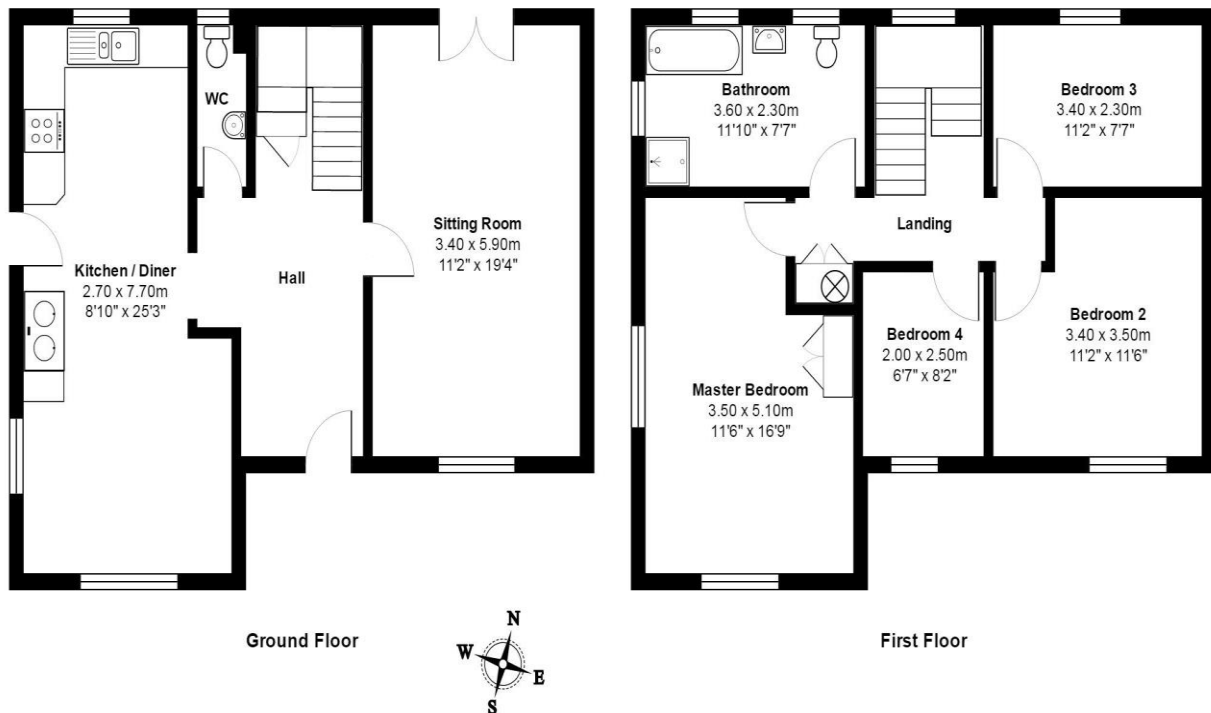 WC
Kitchen / Diner
2.70 x 7.70m
8'10" x 25'3"
Hall
Sitting Room
3.40 x 5.90m
11'2" x 19'4"
Ground Floor
Bathroom
3.60 x 2.30m
11'10" x 7'7"
Bedroom 3
3.40 x 2.30m
11'2" x 7'7"
Landing
Bedroom 4
2.00 x 2.50m
6'7" x 8'2"
Bedroom 2
3.40 x 3.50m
11'2" x 11'6"
Master Bedroom
3.50 x 5.10m
11'6" x 16'9"
First Floor
N
W
E
S